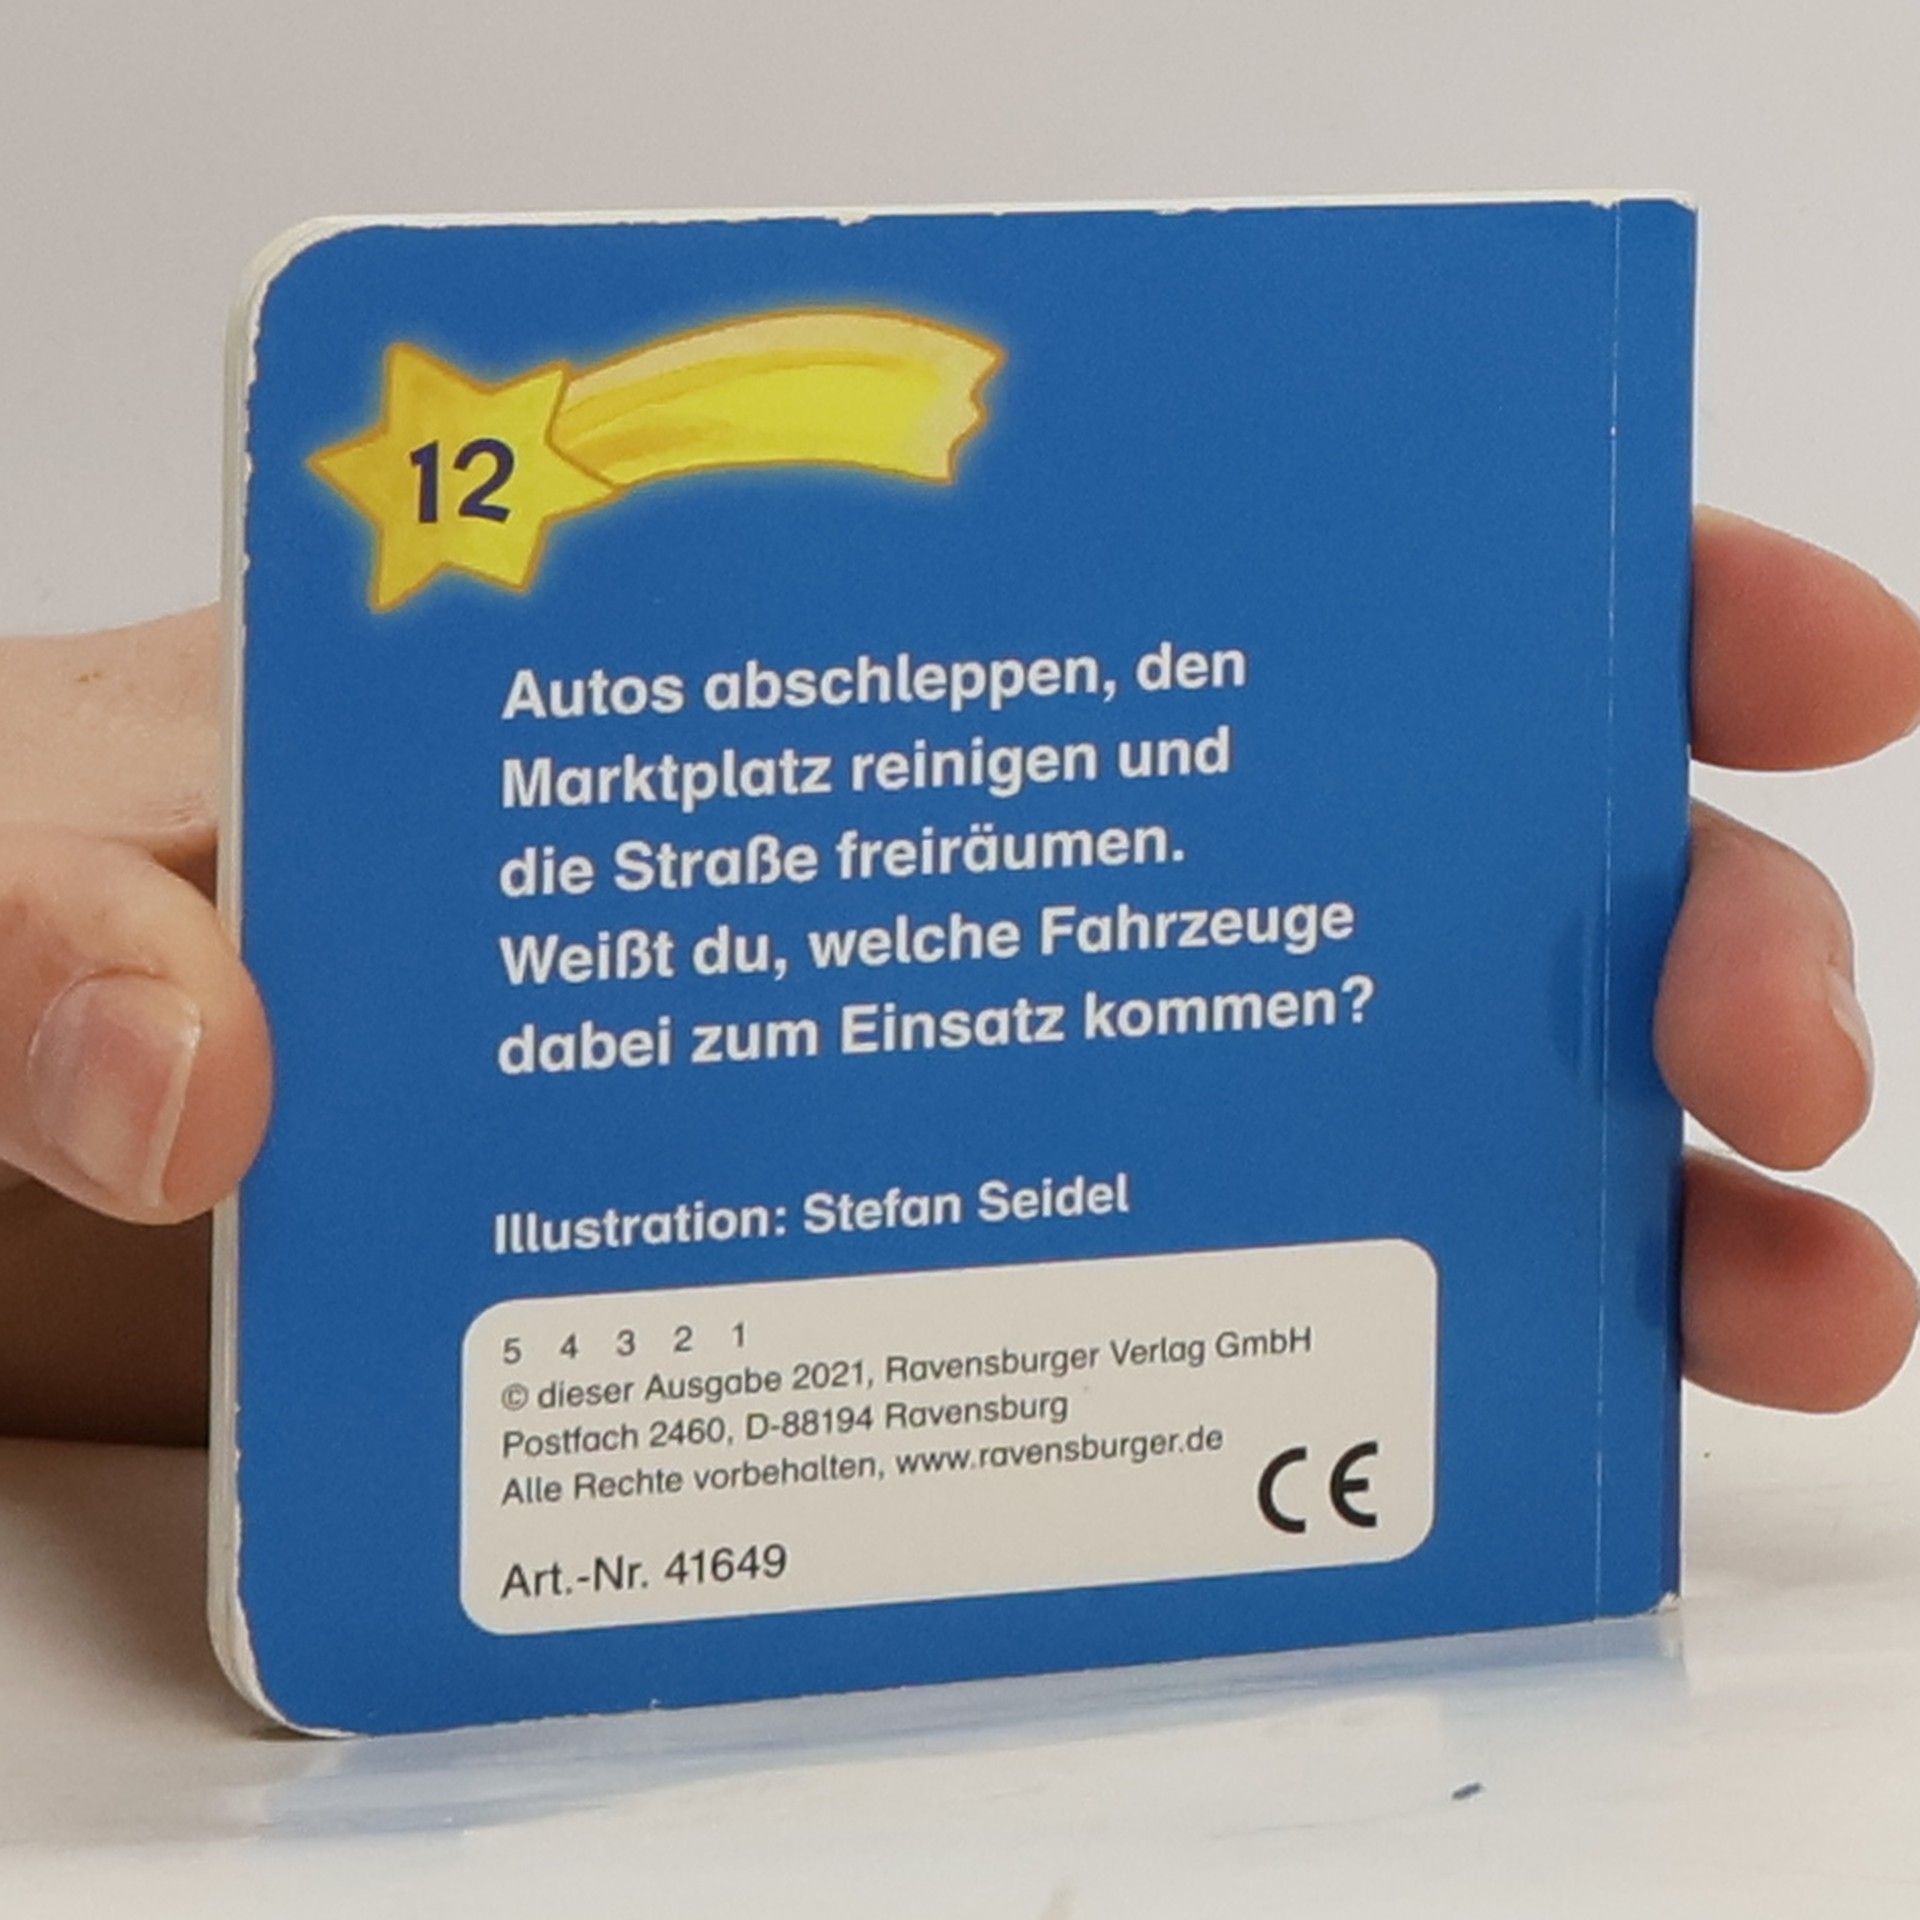 12
Autos abschleppen, den
Marktplatz reinigen und
die Straße freiräumen.
Weißt du, welche Fahrzeuge
dabei zum Einsatz kommen?
Illustration: Stefan Seidel
5 4 3 2 1
© dieser Ausgabe 2021, Ravensburger Verlag GmbH
Postfach 2460, D-88194 Ravensburg
Alle Rechte vorbehalten, www.ravensburger.de
CE
Art.-Nr. 41649